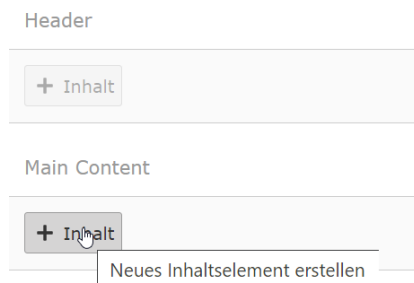 Header
+ Inhalt
Main Content
+ Inhalt
Neues Inhaltselement erstellen